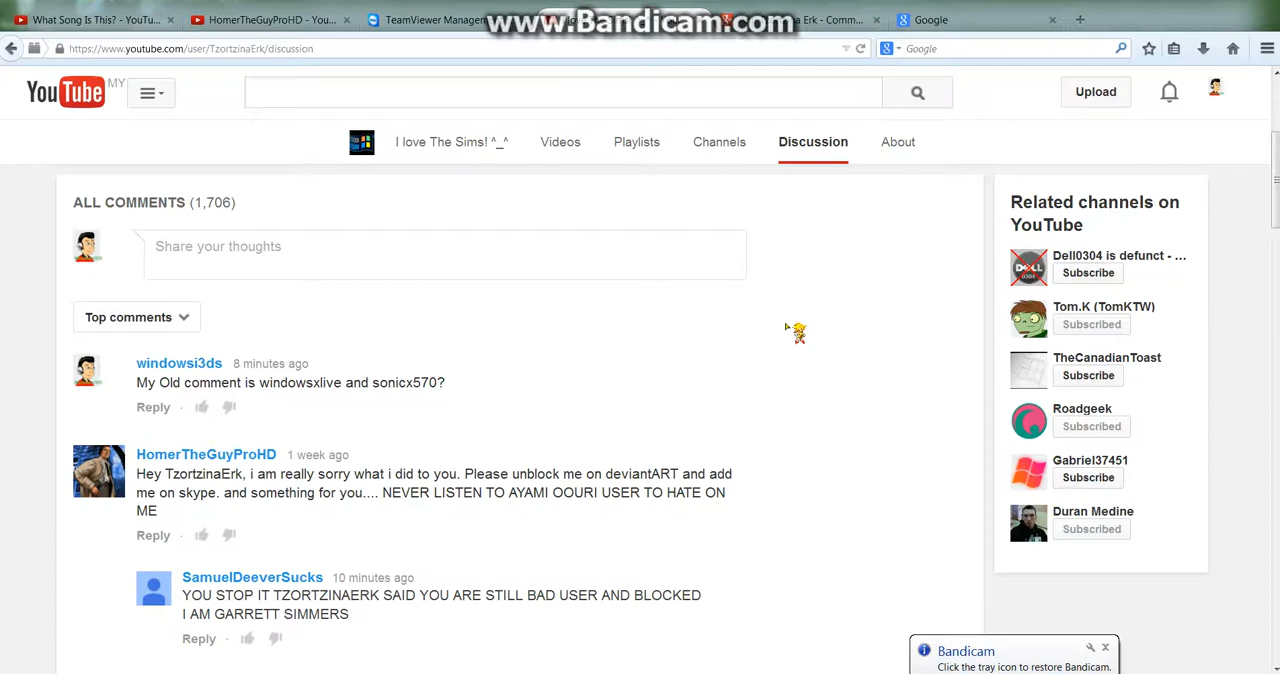 What Song Is This? - YouTu...
HomerTheGuyProHD - You...
TeamViewer Managem
www.Bandicam.com
a Erk - Comm...
Google
https://www.youtube.com/user/TzortzinaErk/discussion
Google
YouTube MY
Upload
I love The Sims! ^_^
Videos
Playlists
Channels
Discussion
About
ALL COMMENTS (1,706)
Share your thoughts
Top comments
windowsi3ds 8 minutes ago
My Old comment is windowsxlive and sonicx570?
Reply ·
HomerTheGuyProHD 1 week ago
Hey TzortzinaErk, i am really sorry what i did to you. Please unblock me on deviantART and add
me on skype. and something for you.... NEVER LISTEN TO AYAMI OOURI USER TO HATE ON
ME
Reply ·
SamuelDeeverSucks 10 minutes ago
YOU STOP IT TZORTZINAERK SAID YOU ARE STILL BAD USER AND BLOCKED
I AM GARRETT SIMMERS
Reply ·
Related channels on
YouTube
DELL
0304
Dell0304 is defunct - ...
Subscribe
Tom.K (TomKTW)
Subscribed
TheCanadianToast
Subscribe
Roadgeek
Subscribed
Gabriel37451
Subscribe
Duran Medine
Subscribed
Bandicam
Click the tray icon to restore Bandicam.